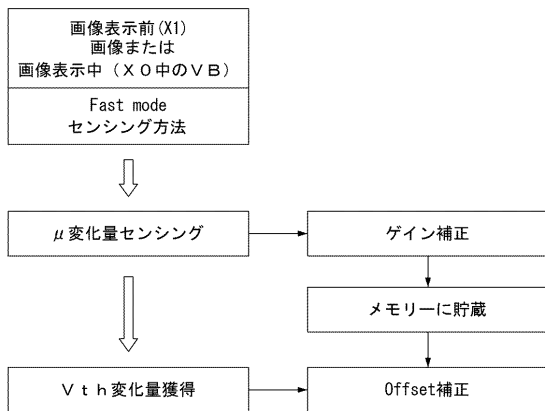 画像表示前(X1)
画像または
画像表示中（X0中のVB）
Fast mode
センシング方法
μ変化量センシング
ゲイン補正
メモリーに貯蔵
Vth変化量獲得
Offset補正